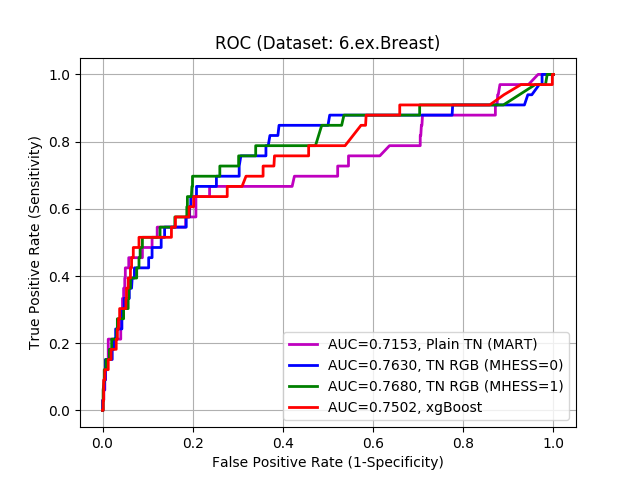 ROC (Dataset: 6.ex.Breast)
True Positive Rate (Sensitivity)
1.0
0.8
0.6
0.4
0.2
0.0
AUC=0.7153, Plain TN (MART)
AUC=0.7630, TN RGB (MHESS=0)
AUC=0.7680, TN RGB (MHESS=1)
AUC=0.7502, xgBoost
0.0 0.2 0.4 0.6 0.8 1.0
False Positive Rate (1-Specificity)